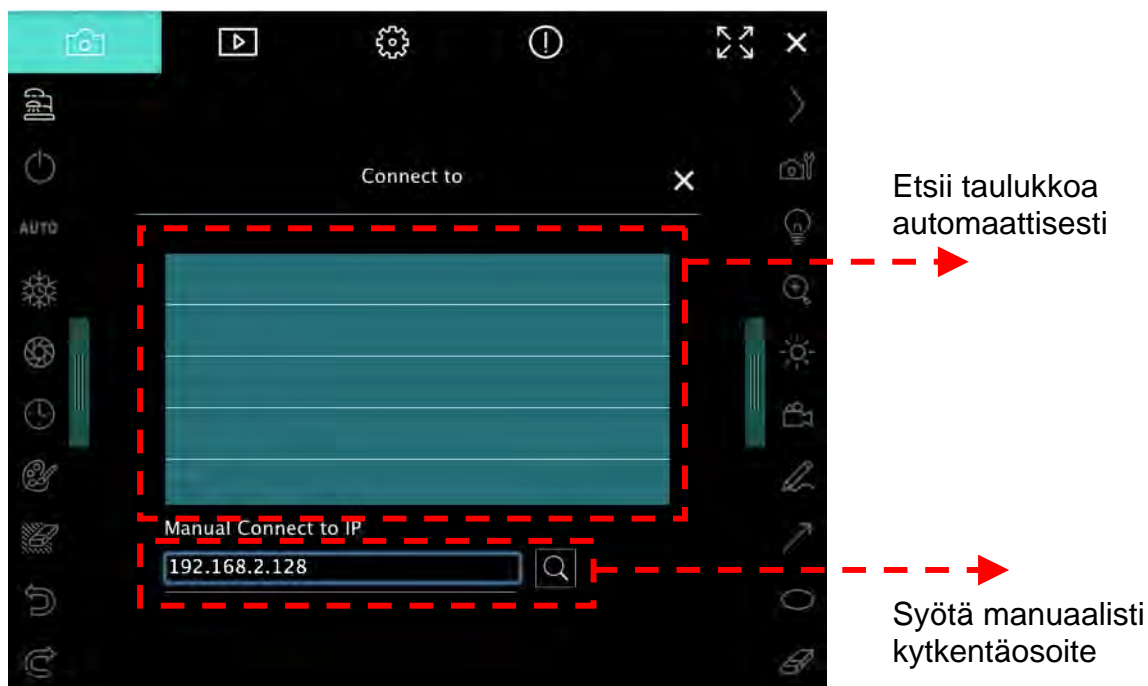 Connect to
AUTO
Etsii taulukkoa
automaattisesti
Manual Connect to IP
192.168.2.128
Syötä manuaalisti
kytkentäosoite